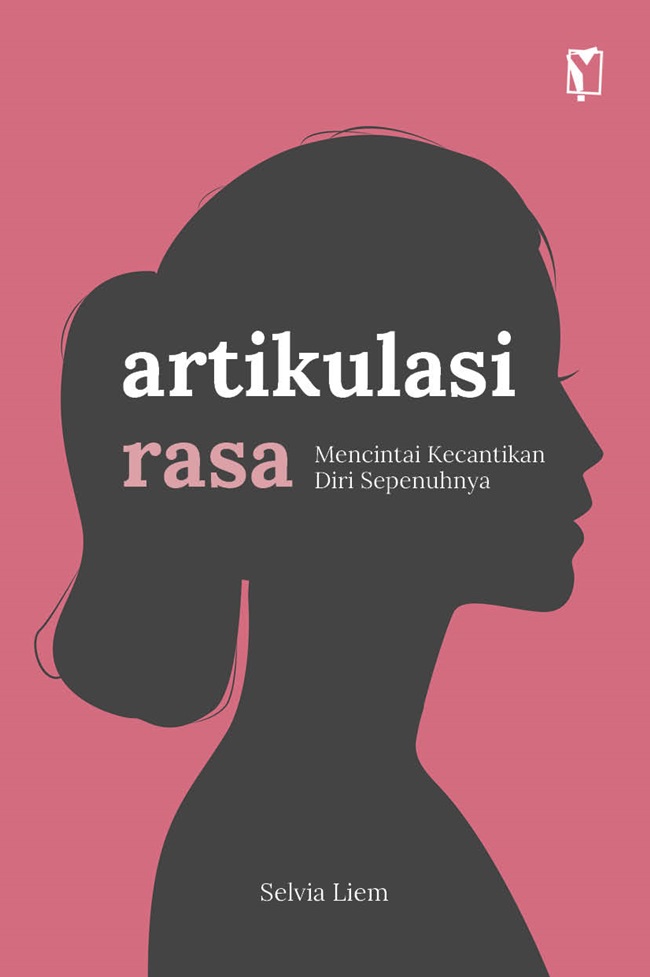 artikulasi
rasa
Mencintai Kecantikan
Diri Sepenuhnya
Selvia Liem